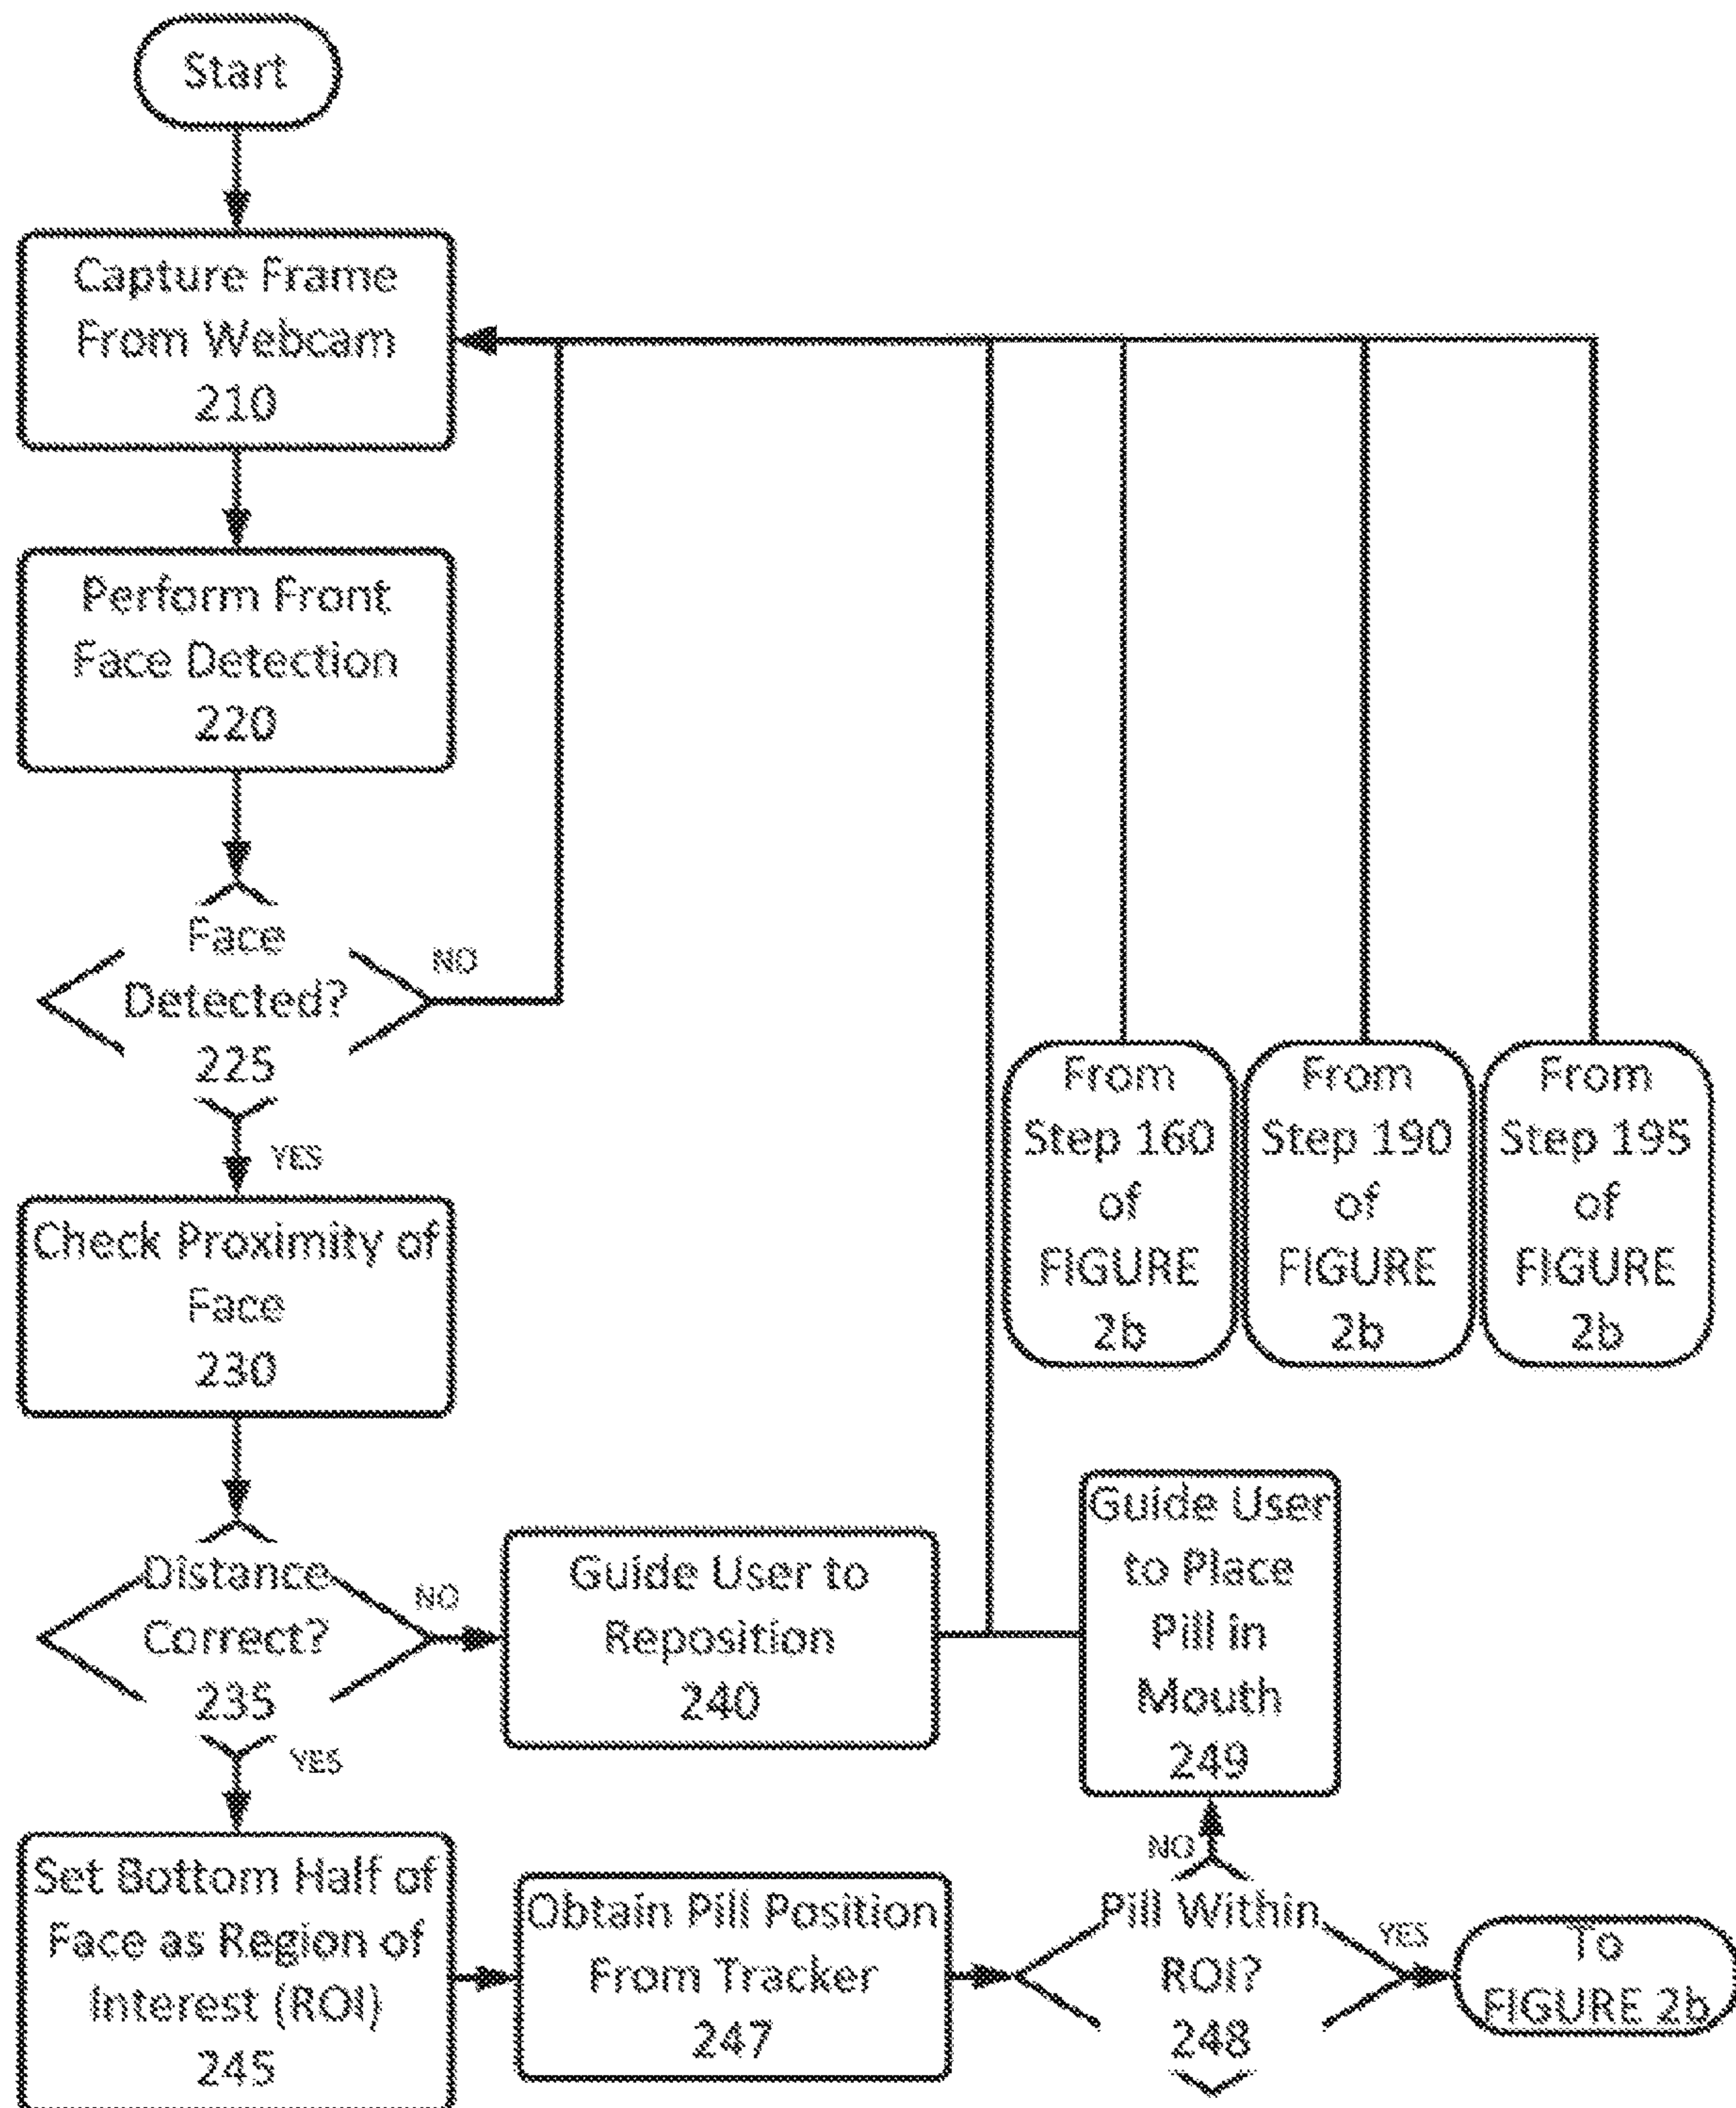 Start
Capture Frame
From Webcam
210
Perform Front
Face Detection
220
Face
Detected?
225
NO
YES
Check Proximity of
Face
230
Distance
Correct?
235
NO
YES
Guide User to
Reposition
240
From
Step 160
of
FIGURE
2b
From
Step 190
of
FIGURE
2b
From
Step 195
of
FIGURE
2b
Guide User
to Place
Pill in
Mouth
249
Set Bottom Half of
Face as Region of
Interest (ROI)
245
Obtain Pill Position
From Tracker
247
NO
Pill Within
ROI?
248
YES
To
FIGURE 2b